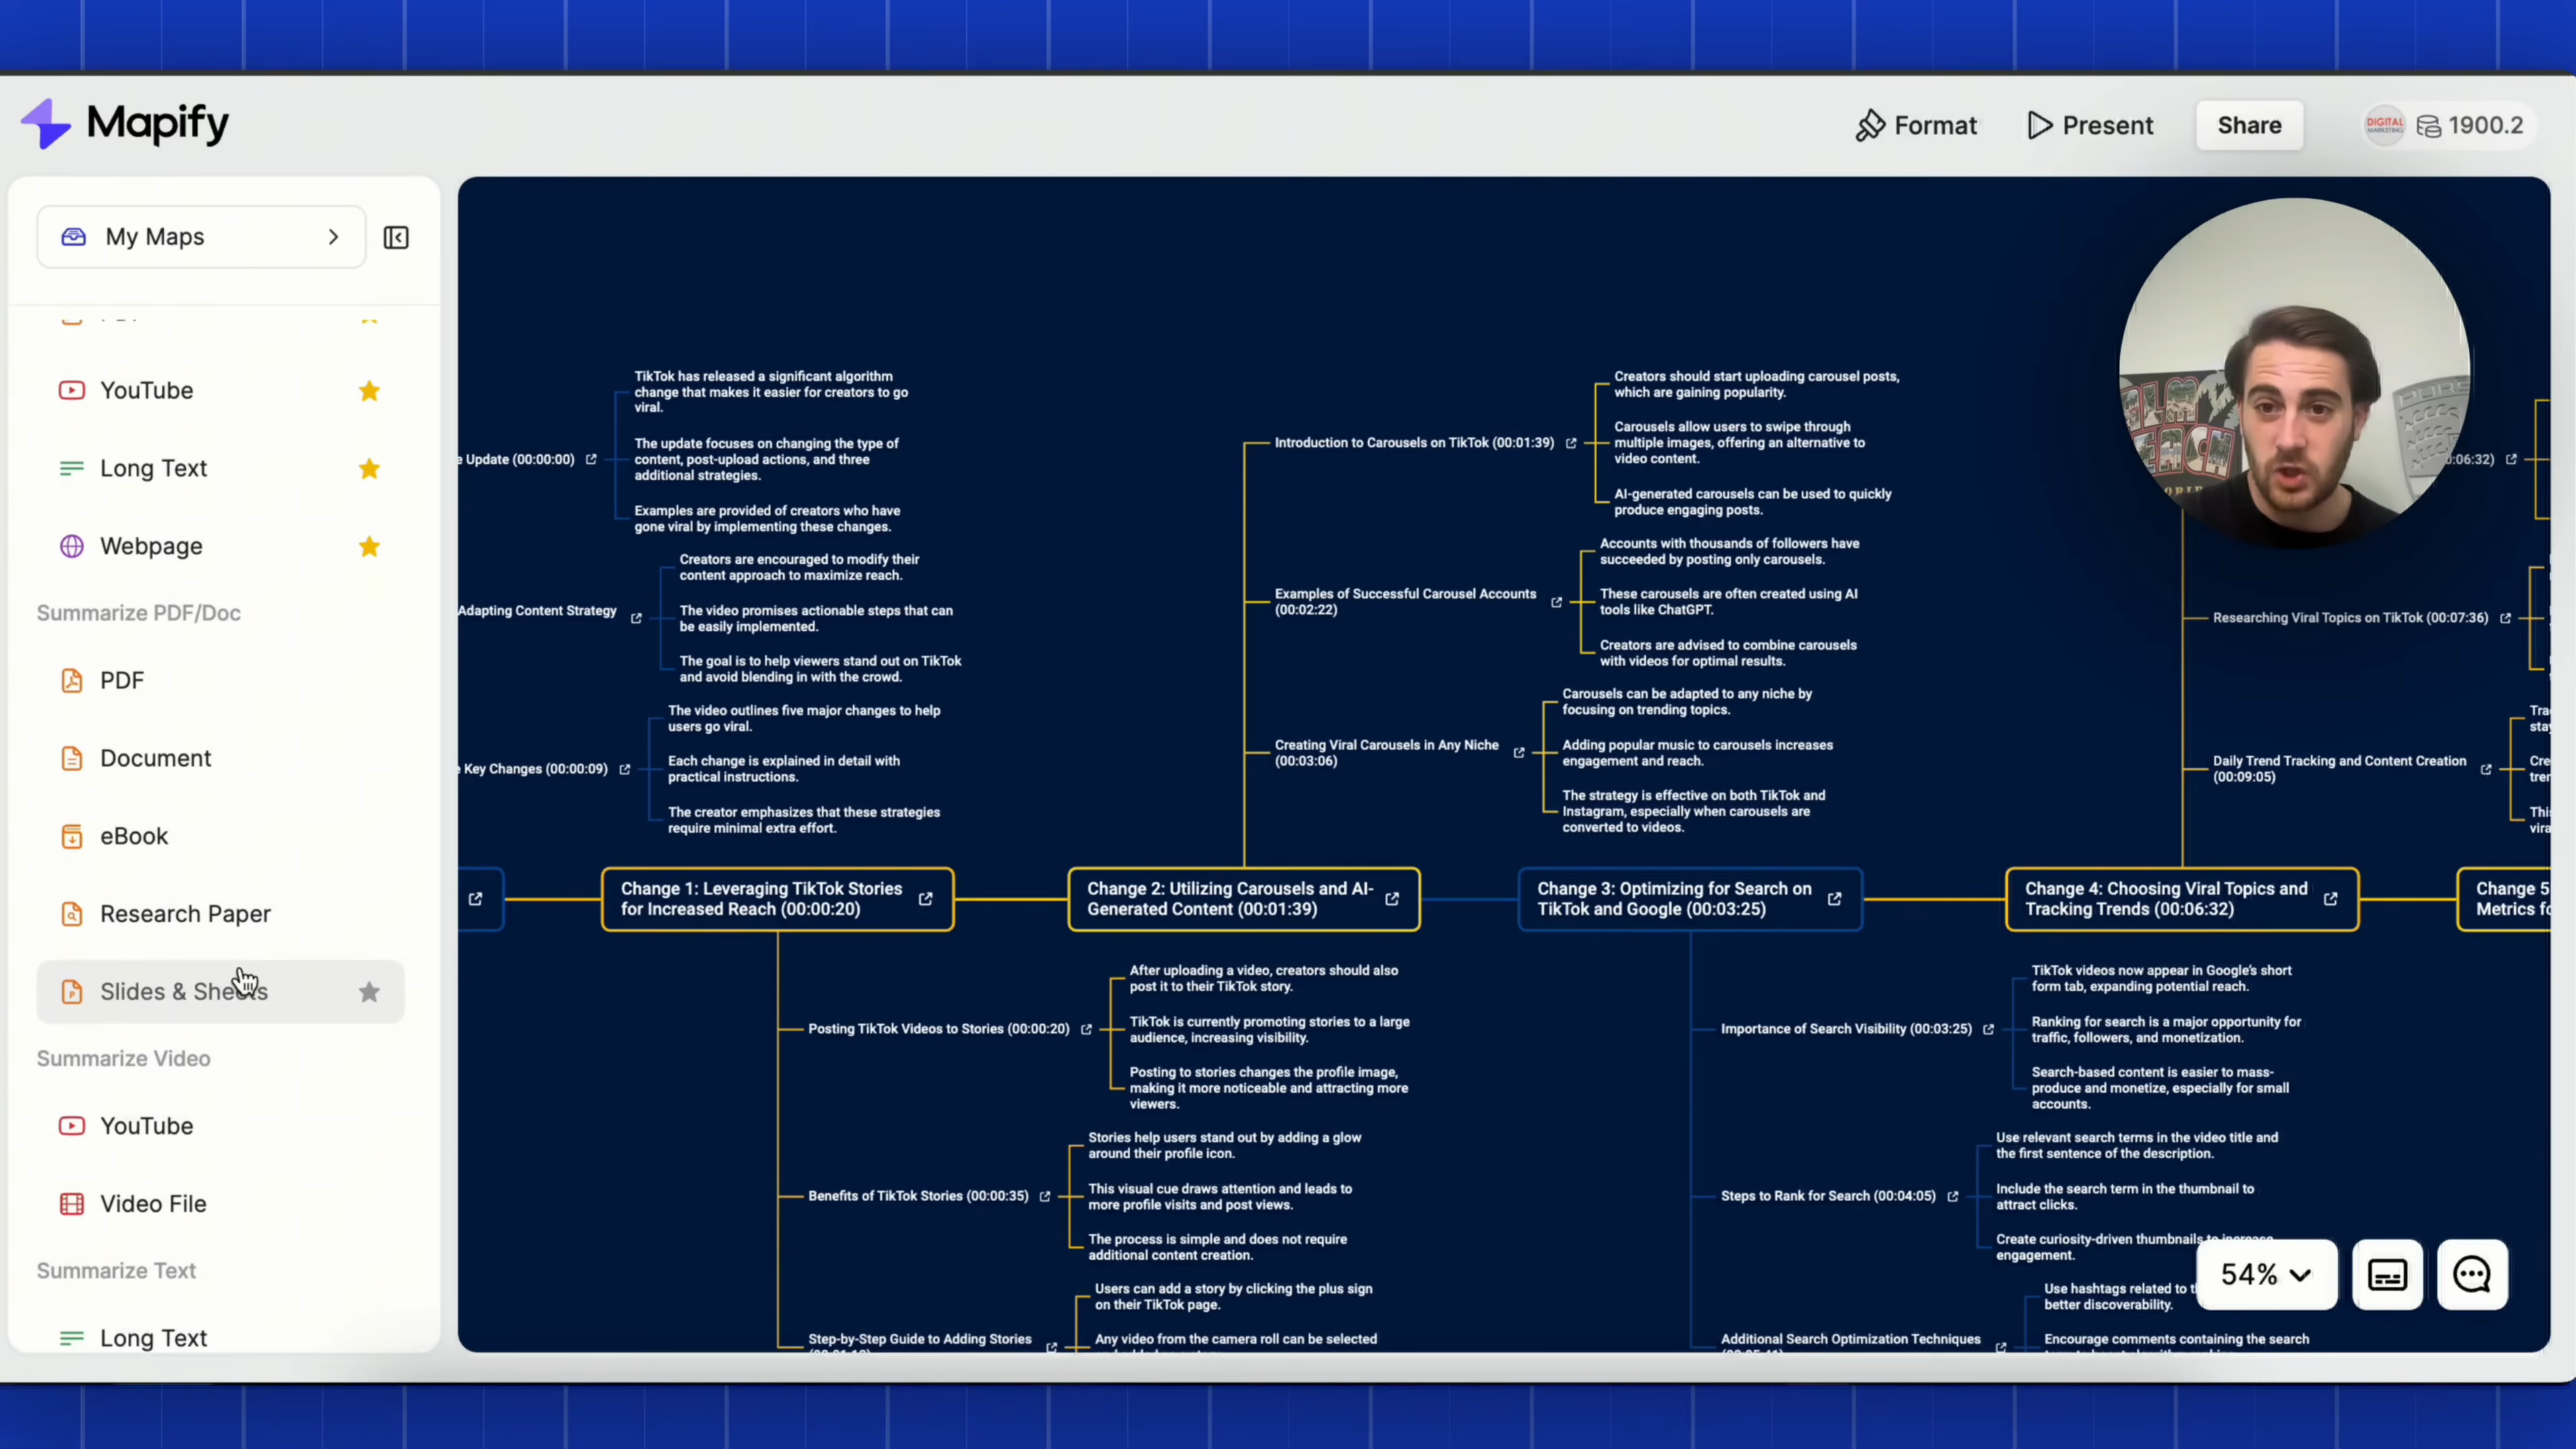 Mapify
Format
Present
Share
DIGITAL
MARKETING
1900.2
My Maps
YouTube
Long Text
Webpage
Summarize PDF/Doc
PDF
Document
eBook
Research Paper
Slides & Sheets
Summarize Video
YouTube
Video File
Summarize Text
Long Text
e Update (00:00:00)
TikTok has released a significant algorithm
change that makes it easier for creators to go
viral.
The update focuses on changing the type of
content, post-upload actions, and three
additional strategies.
Examples are provided of creators who have
gone viral by implementing these changes.
Adapting Content Strategy
Creators are encouraged to modify their
content approach to maximize reach.
The video promises actionable steps that can
be easily implemented.
The goal is to help viewers stand out on TikTok
and avoid blending in with the crowd.
e Key Changes (00:00:09)
The video outlines five major changes to help
users go viral.
Each change is explained in detail with
practical instructions.
The creator emphasizes that these strategies
require minimal extra effort.
Introduction to Carousels on TikTok (00:01:39)
Creators should start uploading carousel posts,
which are gaining popularity.
Carousels allow users to swipe through
multiple images, offering an alternative to
video content.
AI-generated carousels can be used to quickly
produce engaging posts.
Examples of Successful Carousel Accounts
(00:02:22)
Accounts with thousands of followers have
succeeded by posting only carousels.
These carousels are often created using AI
tools like ChatGPT.
Creators are advised to combine carousels
with videos for optimal results.
Creating Viral Carousels in Any Niche
(00:03:06)
Carousels can be adapted to any niche by
focusing on trending topics.
Adding popular music to carousels increases
engagement and reach.
The strategy is effective on both TikTok and
Instagram, especially when carousels are
converted to videos.
:06:32)
Researching Viral Topics on TikTok (00:07:36)
Daily Trend Tracking and Content Creation
(00:09:05)
Tra
sta
Cre
tre
Thi
vira
Change 1: Leveraging TikTok Stories
for Increased Reach (00:00:20)
Change 2: Utilizing Carousels and AI-
Generated Content (00:01:39)
Change 3: Optimizing for Search on
TikTok and Google (00:03:25)
Change 4: Choosing Viral Topics and
Tracking Trends (00:06:32)
Change 5
Metrics fo
Posting TikTok Videos to Stories (00:00:20)
After uploading a video, creators should also
post it to their TikTok story.
TikTok is currently promoting stories to a large
audience, increasing visibility.
Posting to stories changes the profile image,
making it more noticeable and attracting more
viewers.
Benefits of TikTok Stories (00:00:35)
Stories help users stand out by adding a glow
around their profile icon.
This visual cue draws attention and leads to
more profile visits and post views.
The process is simple and does not require
additional content creation.
Step-by-Step Guide to Adding Stories
Users can add a story by clicking the plus sign
on their TikTok page.
Any video from the camera roll can be selected
Importance of Search Visibility (00:03:25)
TikTok videos now appear in Google's short
form tab, expanding potential reach.
Ranking for search is a major opportunity for
traffic, followers, and monetization.
Search-based content is easier to mass-
produce and monetize, especially for small
accounts.
Steps to Rank for Search (00:04:05)
Use relevant search terms in the video title and
the first sentence of the description.
Include the search term in the thumbnail to
attract clicks.
Create curiosity-driven thumbnails to increase
engagement.
Additional Search Optimization Techniques
Use hashtags related to t
better discoverability.
Encourage comments containing the search
54%